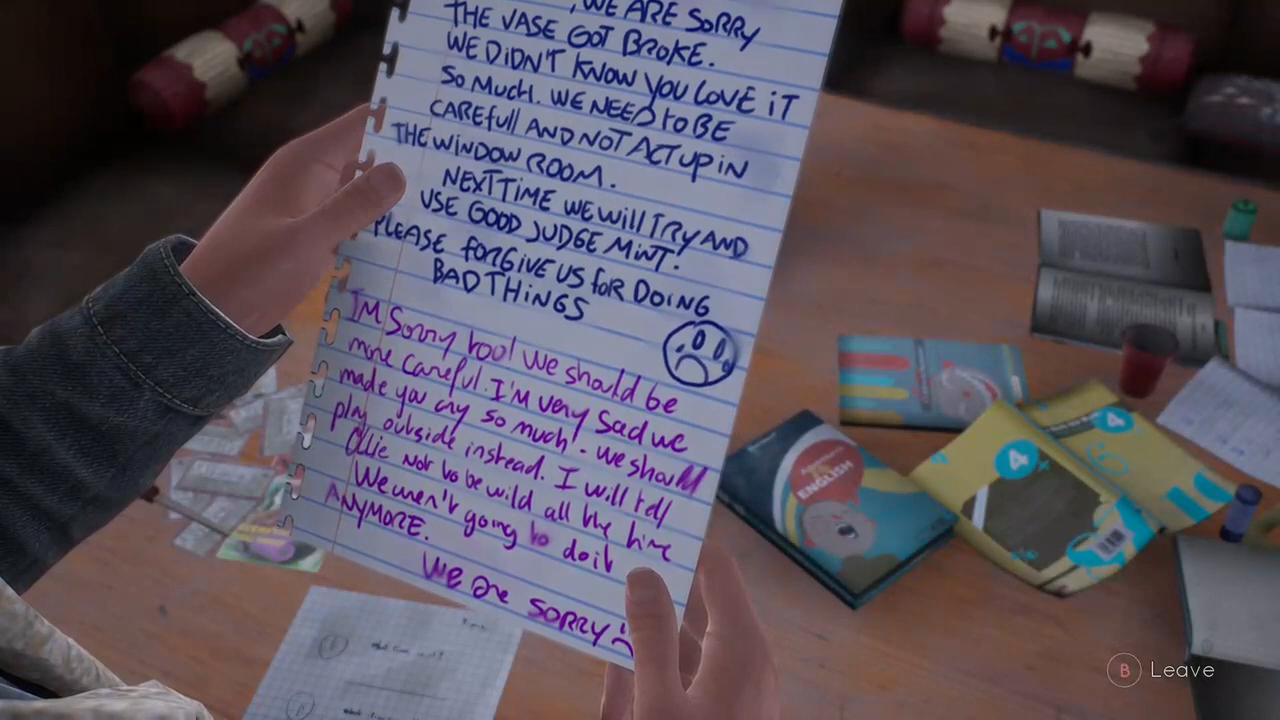 , WE ARE SORRY
THE VASE GOT BROKE.
WE DIDN'T KNOW YOU LOVE iT
SO MUCH. WE NEED to BE
CAREfull AND NOT ACT UP iN
THE WINDOW ROOM.
NEXT TIME WE Will TRY AND
USE GOOD JUDGE MiNT.
PLEASE FORGIVE US foR DOING
BAD THiNGS
I'M Sorry too! We should be
more careful. I'm very sad we
made you cry so much! We should
play outside instead. I will tell
Ollie not to be wild all the time
We weren't going to do it
ANYMORE.
We are SORRY
ENGLISH
4
4
B Leave